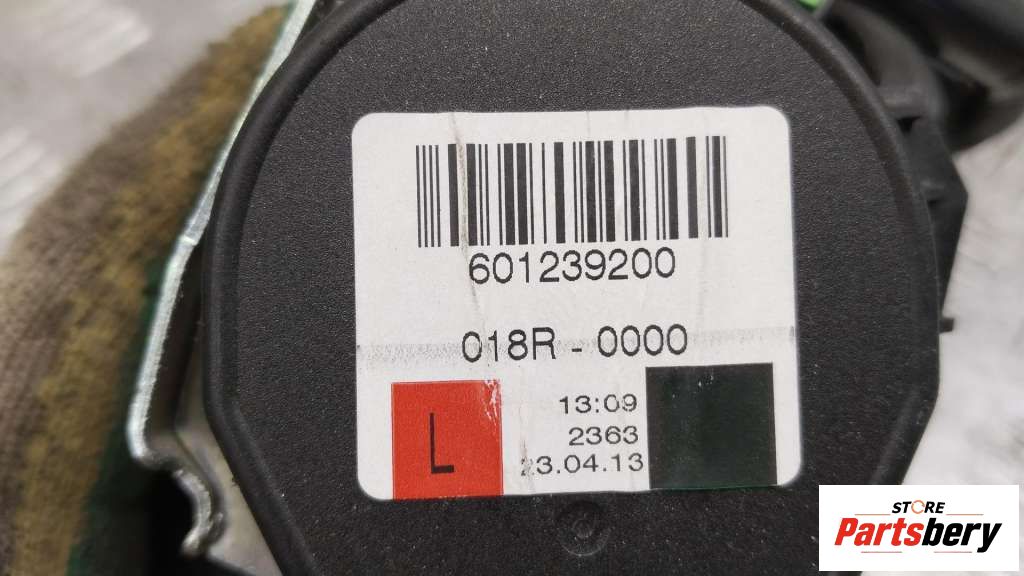 601239200
018R - 0000
L
13:09
2363
23.04.13
STORE
Partsbery